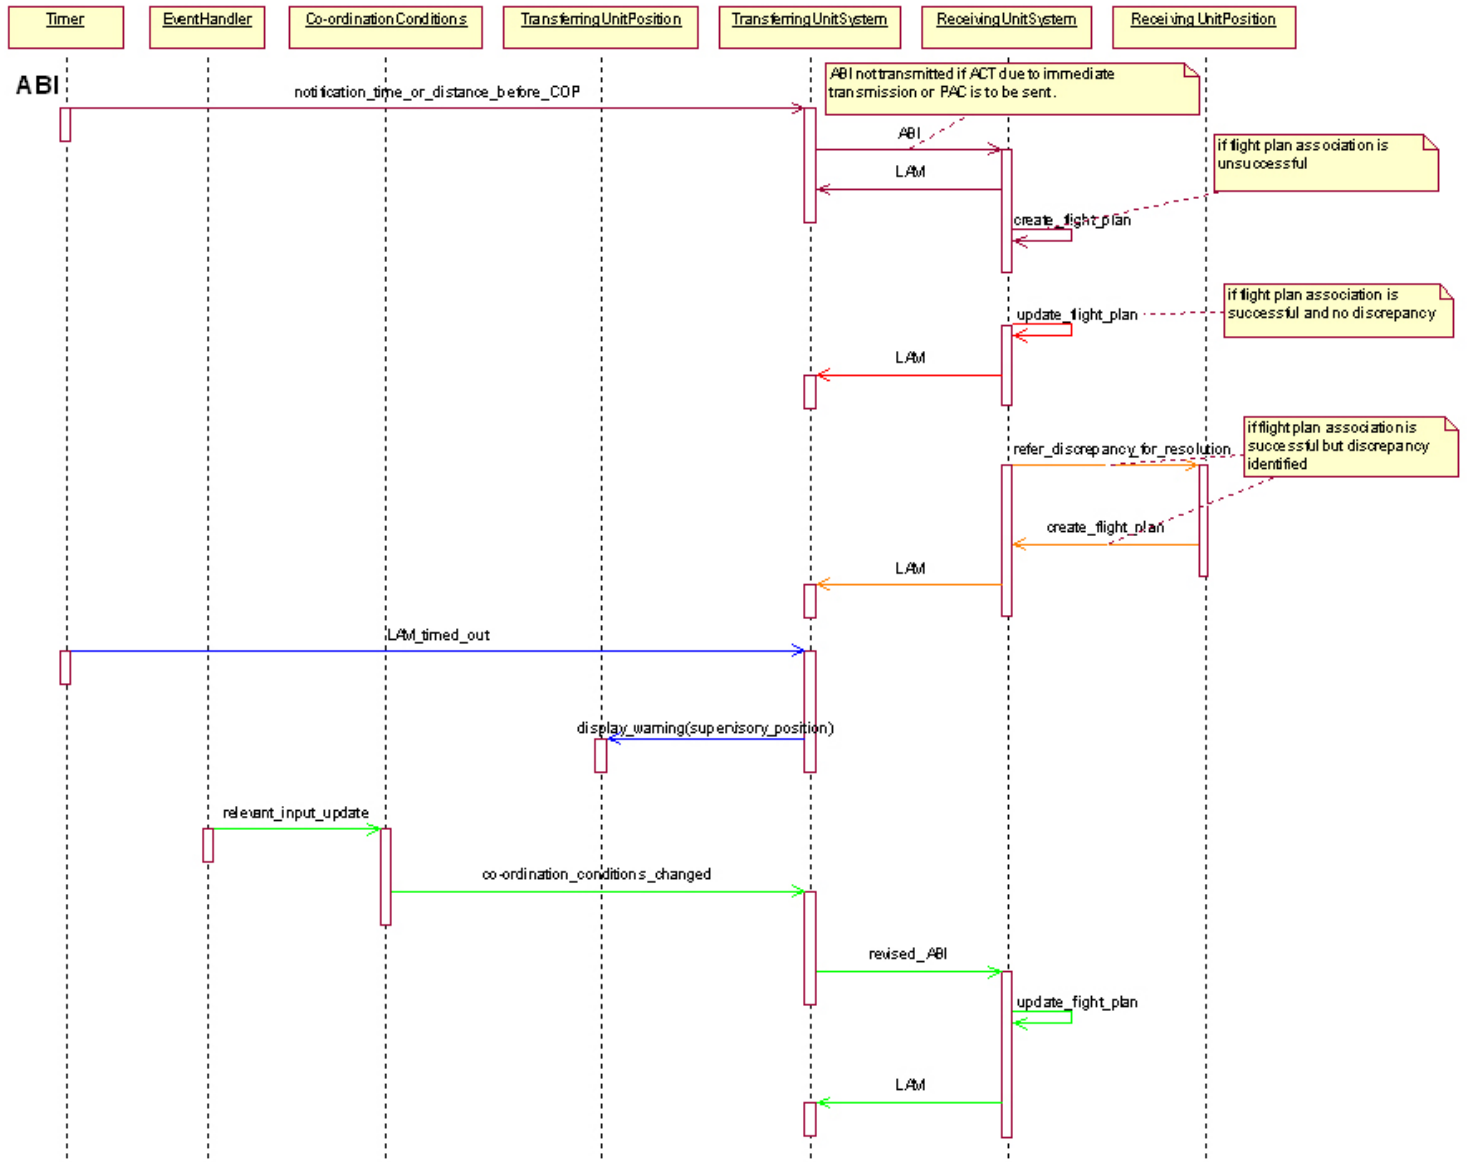 Timer
EventHandler
Co-ordinationConditions
TransferringUnitPosition
TransferringUnitSystem
ReceivingUnitSystem
ReceivingUnitPosition
ABI
notification_time_or_distance_before_COP
ABI not transmitted if ACT due to immediate
transmission or PAC is to be sent.
ABI
if flight plan association is
unsuccessful
LAM
create_flight_plan
if flight plan association is
successful and no discrepancy
update_flight_plan
LAM
if flight plan association is
successful but discrepancy
identified
refer_discrepancy_for_resolution
create_flight_plan
LAM
LAM_timed_out
display_warning(supervisory_position)
relevant_input_update
co-ordination_conditions_changed
revised_ABI
update_fight_plan
LAM